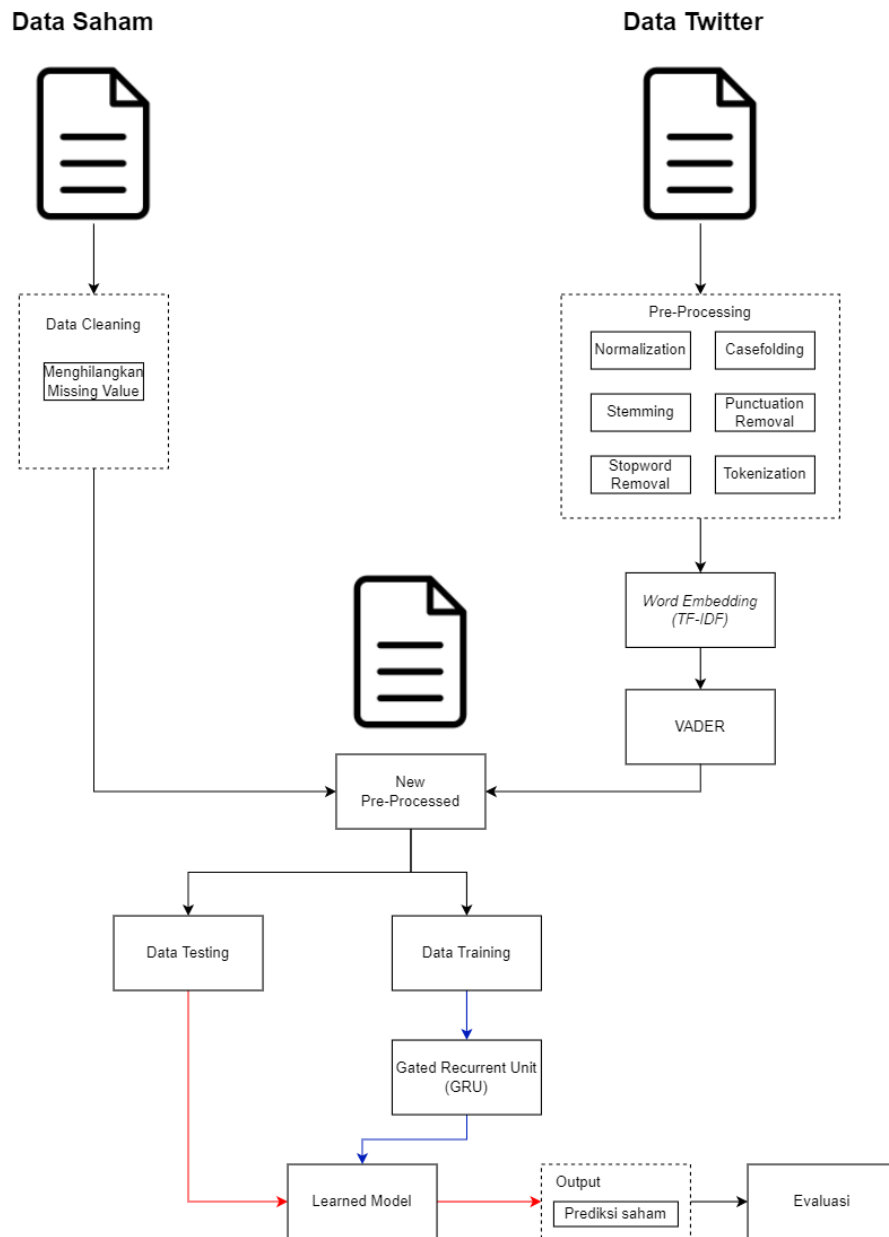 Data Saham
Data Twitter
Data Cleaning
Menghilangkan
Missing Value
Pre-Processing
Normalization
Casefolding
Stemming
Punctuation
Removal
Stopword
Removal
Tokenization
Word Embedding
(TF-IDF)
VADER
New
Pre-Processed
Data Testing
Data Training
Gated Recurrent Unit
(GRU)
Learned Model
Output
Prediksi saham
Evaluasi